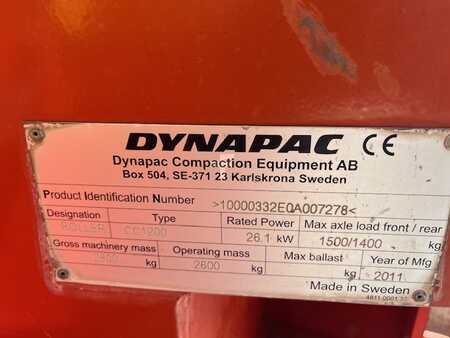 DYNAPAC CE
Dynapac Compaction Equipment AB
Box 504, SE-371 23 Karlskrona Sweden
Product Identification Number >10000332E0A007278<
Designation Type Rated Power Max axle load front / rear
ROLLER CC1200 26.1 kW 1500/1400 kg
Gross machinery mass Operating mass Max ballast Year of Mfg
kg 2600 kg kg 2011
Made in Sweden